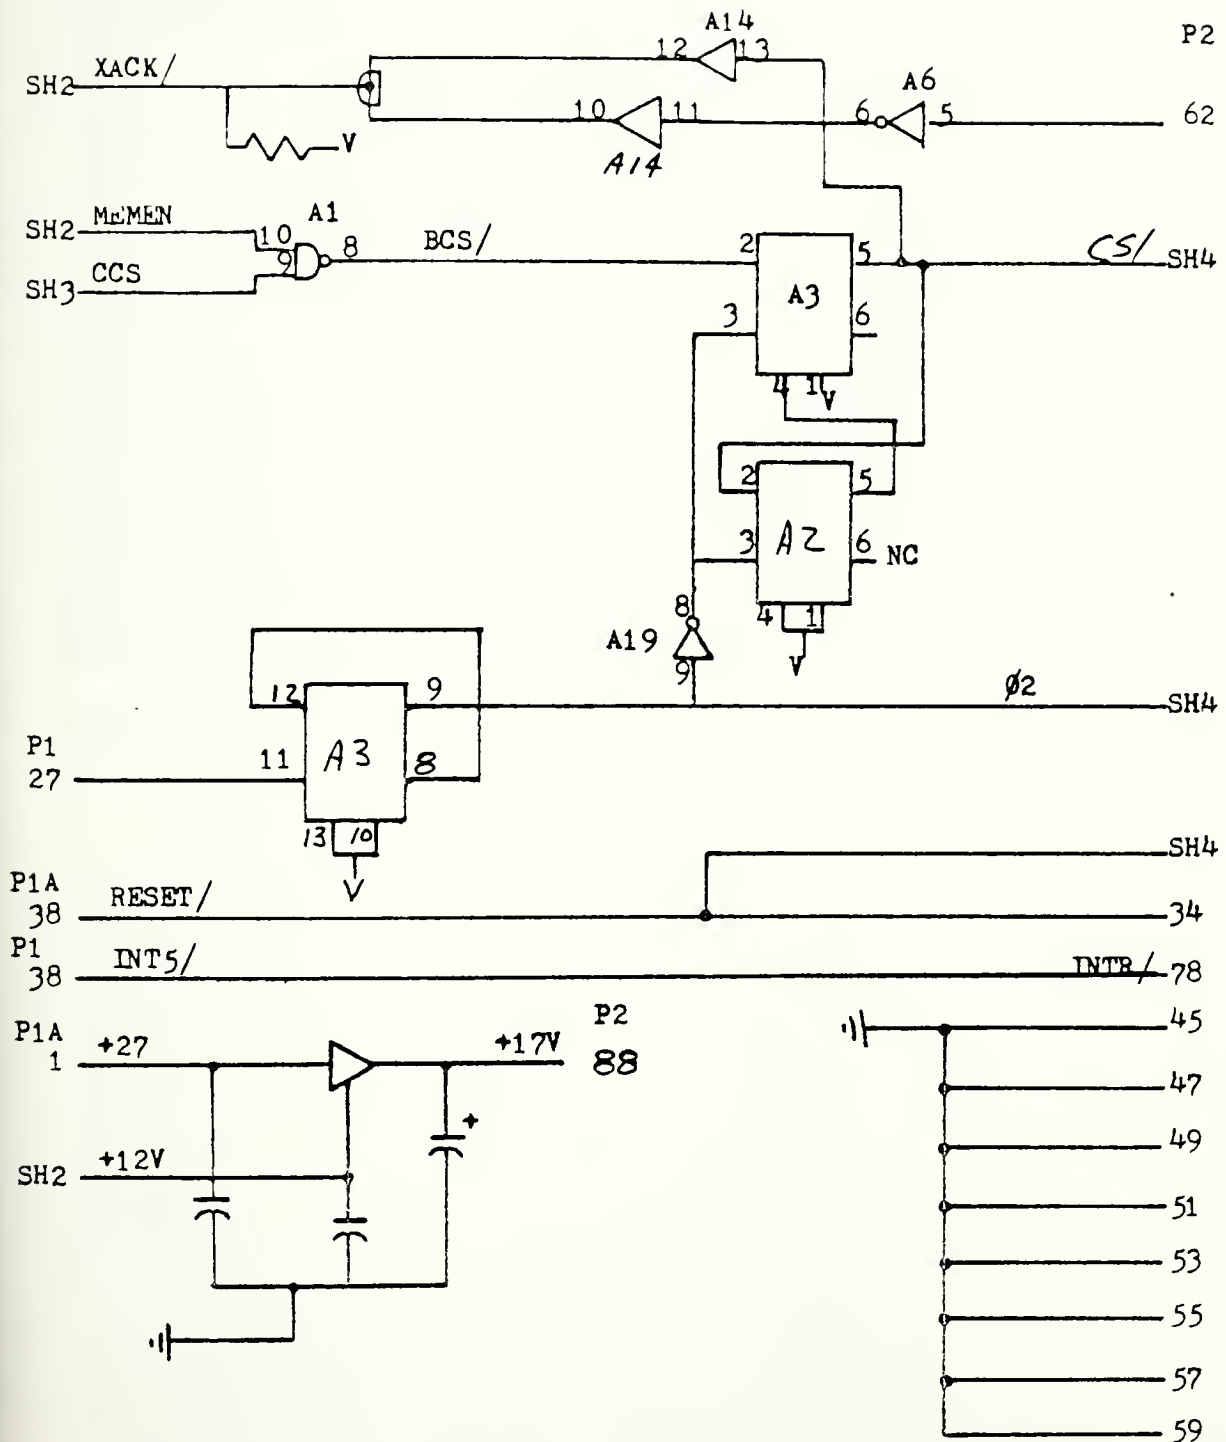 A14
P2
12 13
XACK/
SH2
A6
10 11 6 5 62
V
A14
MEMEN
SH2
A1
10
8
BCS/
2 5
CS/
SH4
9
CCS
SH3
A3
3 6
4 1
V
2 5
A2
3 6 NC
8
4 1
A19
V
9
12 9
Ø2
SH4
P1
27
11 A3 8
13 10
V
SH4
P1A
38
RESET/
34
P1
38
INT5/
INTR/ 78
P1A
1
+27
+17V
P2
88
45
+
47
SH2
+12V
49
51
53
55
57
59